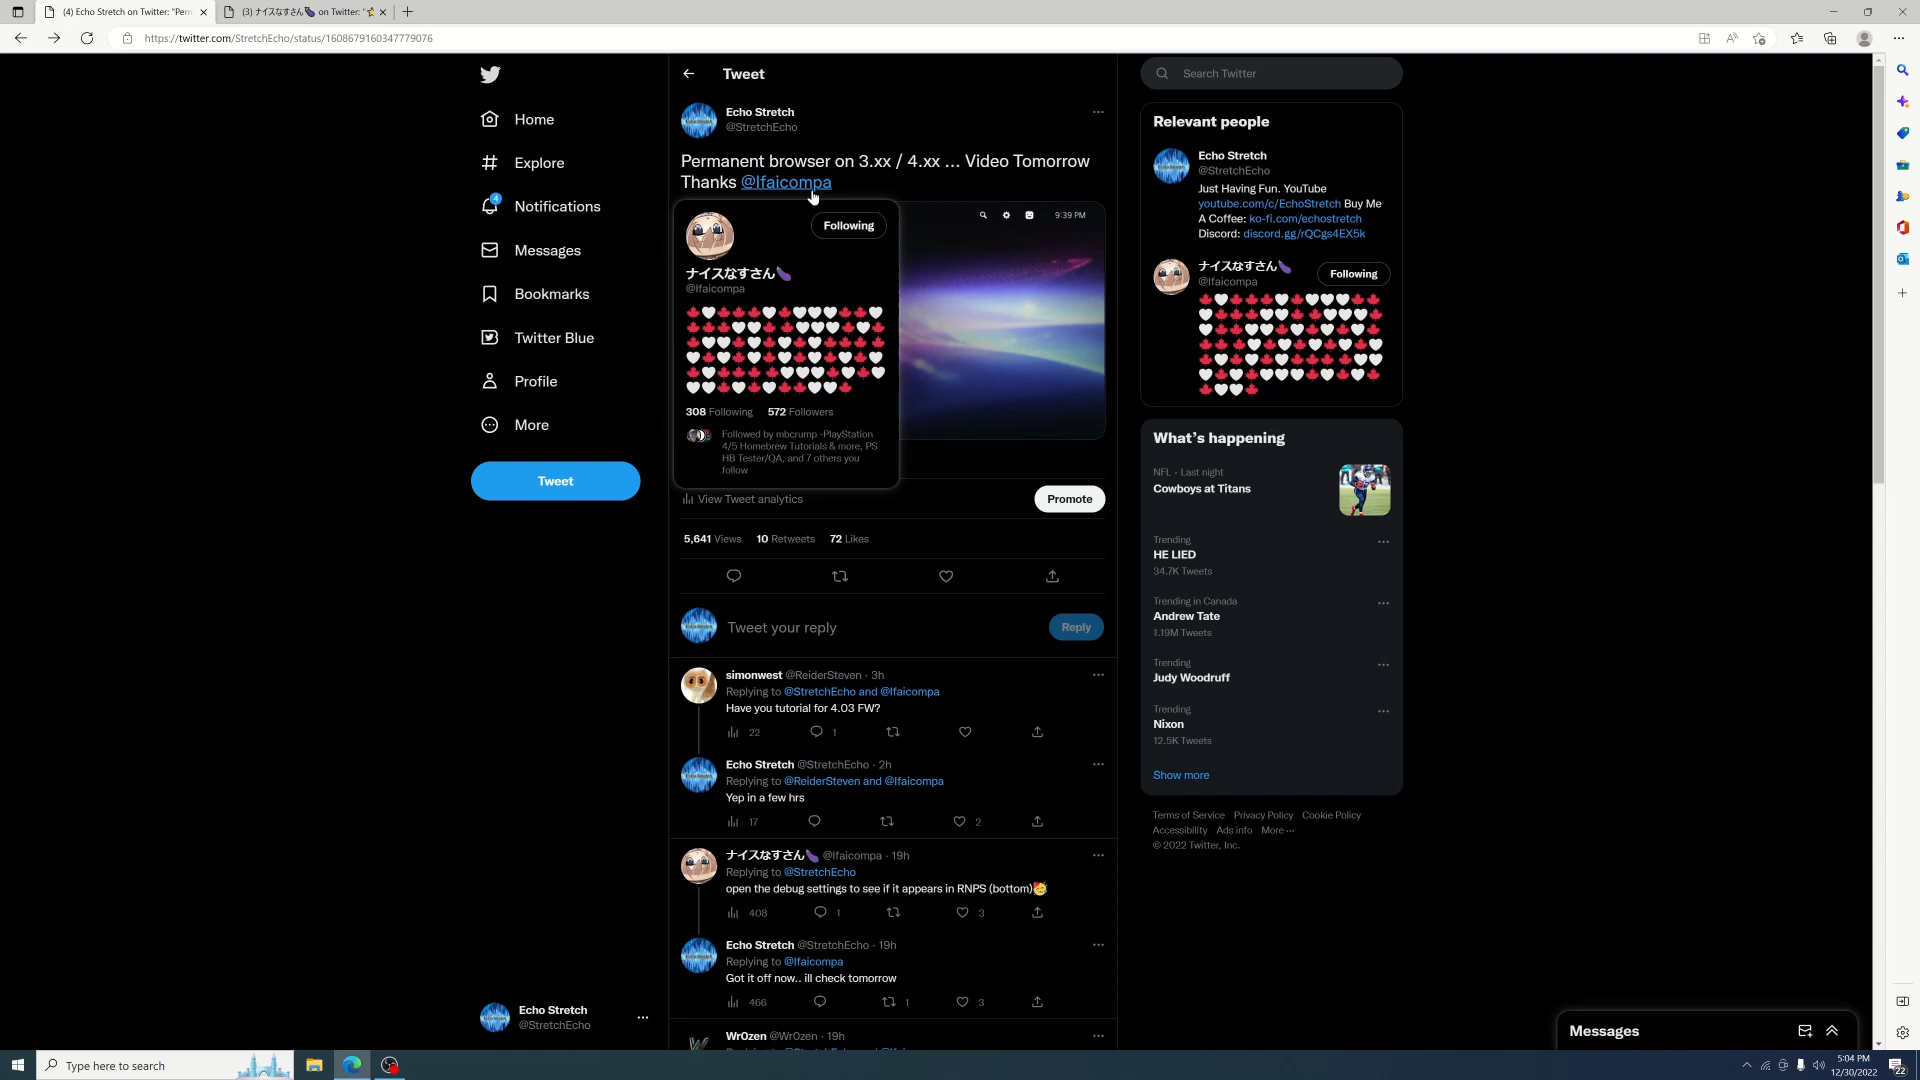 (4) Echo Stretch on Twitter: "Perm
(3) ナイスなすさん🍆 on Twitter: "
https://twitter.com/StretchEcho/status/1608679160347779076
Home
Explore
4
Notifications
Messages
Bookmarks
Twitter Blue
Profile
More
Tweet
Echo Stretch
@StretchEcho
Tweet
Echo Stretch
@StretchEcho
Permanent browser on 3.xx / 4.xx ... Video Tomorrow
Thanks @lfaicompa
9:39 PM
Following
ナイスなすさん🍆
@lfaicompa
308 Following 572 Followers
Followed by mbcrump -PlayStation
4/5 Homebrew Tutorials & more, PS
HB Tester/QA, and 7 others you
follow
View Tweet analytics
Promote
5,641 Views 10 Retweets 72 Likes
Tweet your reply
Reply
simonwest @ReiderSteven · 3h
Replying to @StretchEcho and @lfaicompa
Have you tutorial for 4.03 FW?
22 1
Echo Stretch @StretchEcho · 2h
Replying to @ReiderSteven and @lfaicompa
Yep in a few hrs
17 2
ナイスなすさん🍆 @lfaicompa · 19h
Replying to @StretchEcho
open the debug settings to see if it appears in RNPS (bottom)🥳
408 1 3
Echo Stretch @StretchEcho · 19h
Replying to @lfaicompa
Got it off now.. ill check tomorrow
466 1 3
Wr0zen @Wr0zen · 19h
Search Twitter
Relevant people
Echo Stretch
@StretchEcho
Just Having Fun. YouTube
youtube.com/c/EchoStretch Buy Me
A Coffee: ko-fi.com/echostretch
Discord: discord.gg/rQCgs4EX5k
ナイスなすさん🍆
@lfaicompa
Following
What's happening
NFL · Last night
Cowboys at Titans
Trending
HE LIED
34.7K Tweets
Trending in Canada
Andrew Tate
1.19M Tweets
Trending
Judy Woodruff
Trending
Nixon
12.5K Tweets
Show more
Terms of Service Privacy Policy Cookie Policy
Accessibility Ads info More ···
© 2022 Twitter, Inc.
Messages
Type here to search
5:04 PM
12/30/2022
22